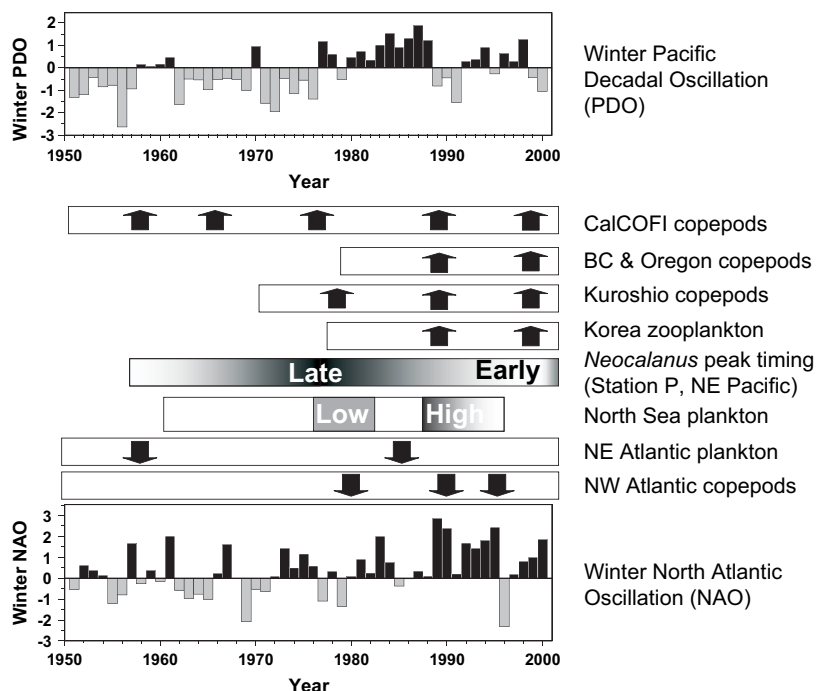 2
1
0
-1
-2
-3
Winter PDO
1950 1960 1970 1980 1990 2000
Year
Winter Pacific
Decadal Oscillation
(PDO)
CalCOFI copepods
BC & Oregon copepods
Kuroshio copepods
Korea zooplankton
Late Early
Neocalanus peak timing
(Station P, NE Pacific)
Low High
North Sea plankton
NE Atlantic plankton
NW Atlantic copepods
3
2
1
0
-1
-2
-3
Winter NAO
1950 1960 1970 1980 1990 2000
Year
Winter North Atlantic
Oscillation (NAO)